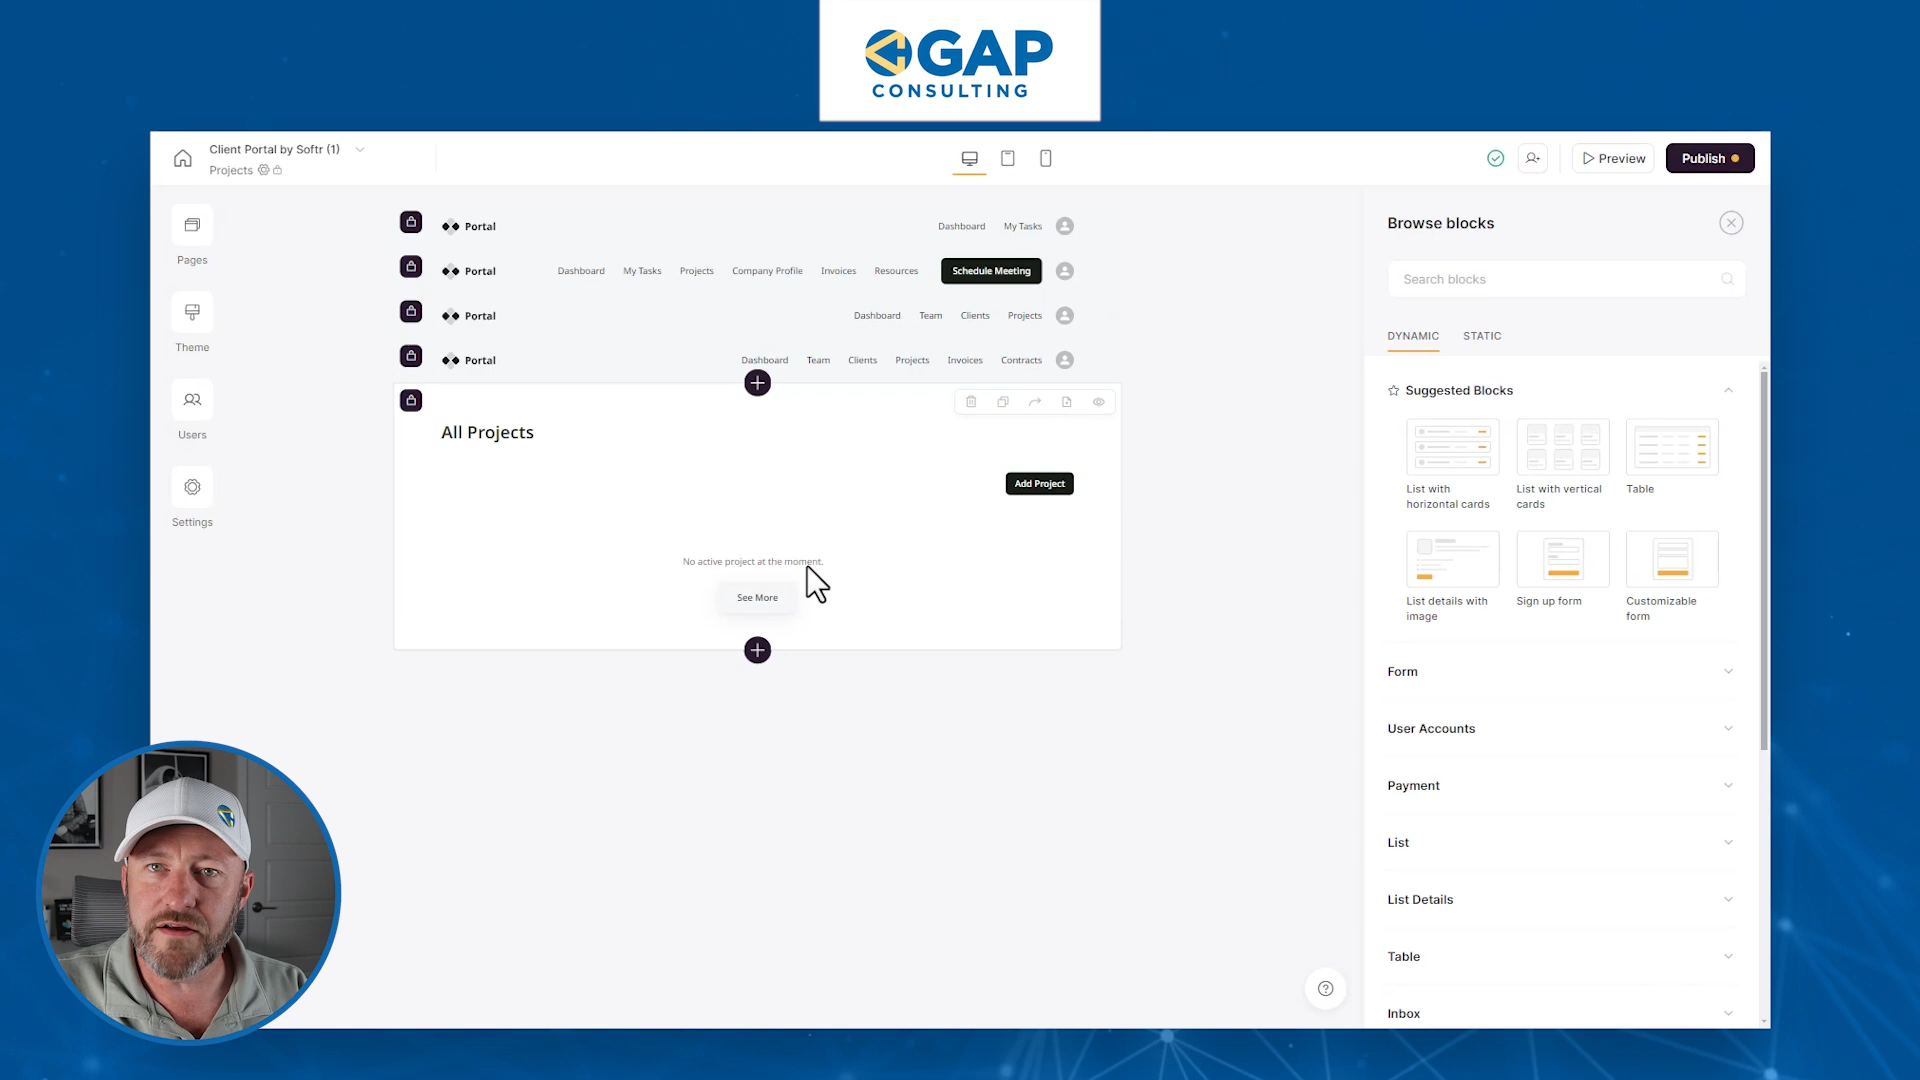 GAP
CONSULTING
Client Portal by Softr (1)
Projects
Preview
Publish
Pages
Theme
Users
Settings
Portal
Dashboard My Tasks
Portal
Dashboard My Tasks Projects Company Profile Invoices Resources Schedule Meeting
Portal
Dashboard Team Clients Projects
Portal
Dashboard Team Clients Projects Invoices Contracts
All Projects
Add Project
No active project at the moment.
See More
Browse blocks
Search blocks
DYNAMIC STATIC
Suggested Blocks
List with
horizontal cards
List with vertical
cards
Table
List details with
image
Sign up form
Customizable
form
Form
User Accounts
Payment
List
List Details
Table
Inbox